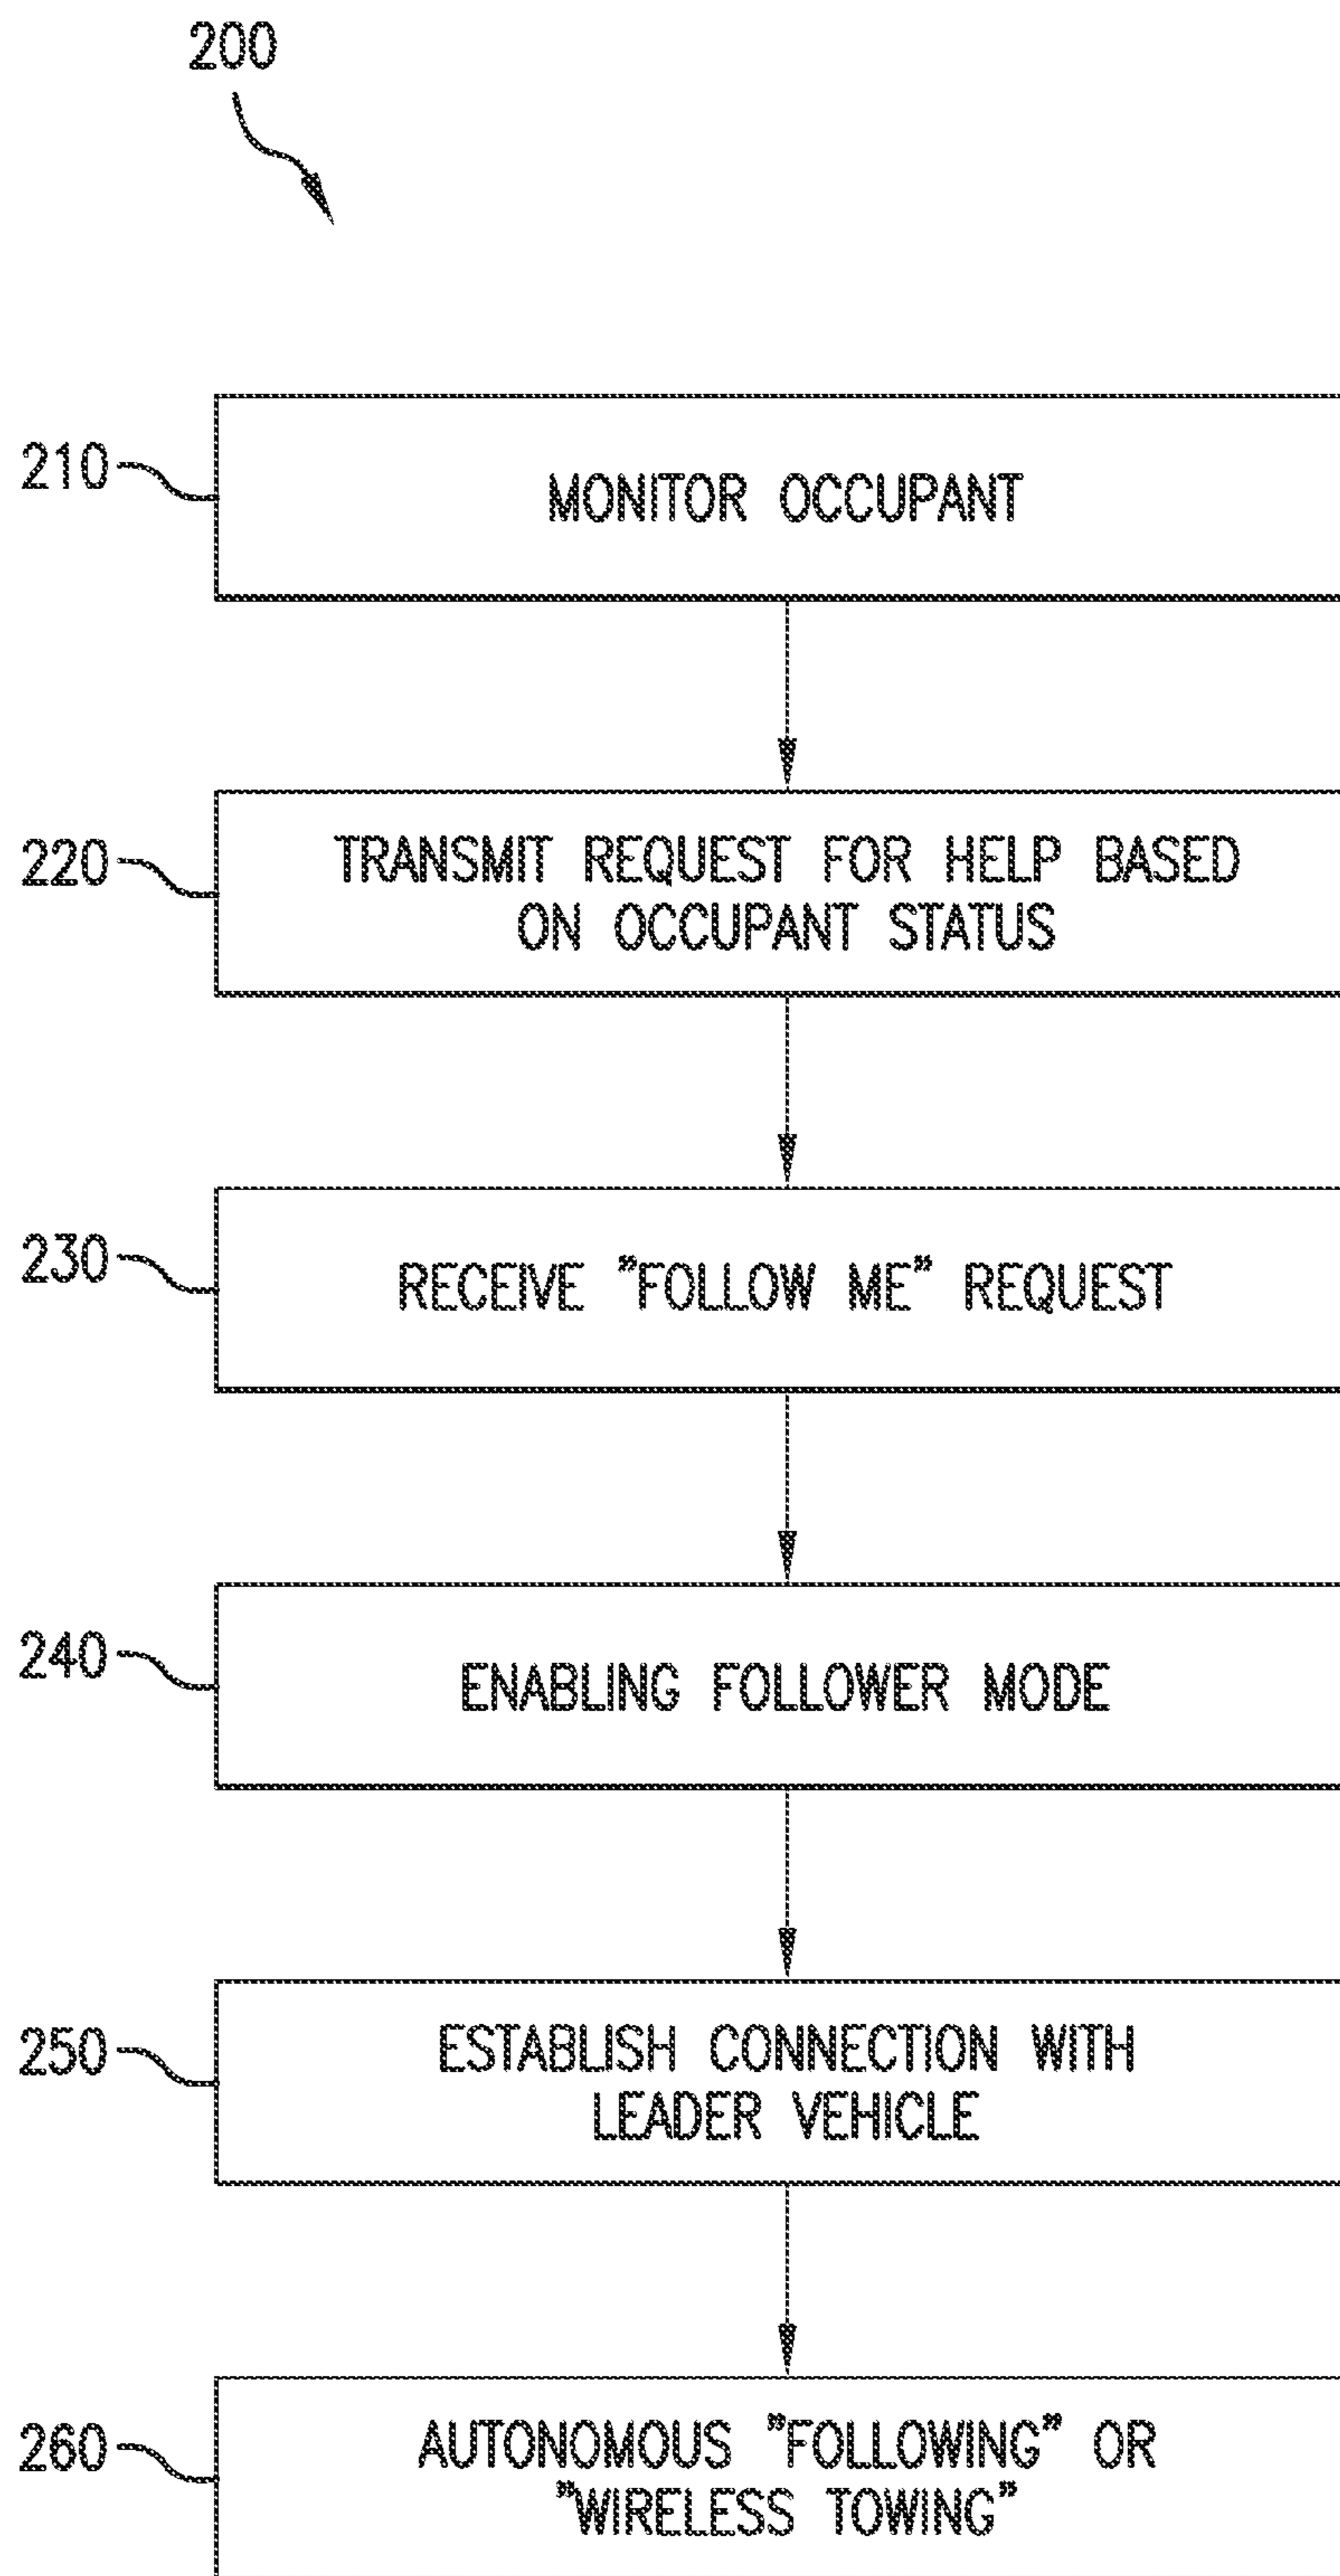 200
210
MONITOR OCCUPANT
220
TRANSMIT REQUEST FOR HELP BASED
ON OCCUPANT STATUS
230
RECEIVE "FOLLOW ME" REQUEST
240
ENABLING FOLLOWER MODE
250
ESTABLISH CONNECTION WITH
LEADER VEHICLE
260
AUTONOMOUS "FOLLOWING" OR
"WIRELESS TOWING"